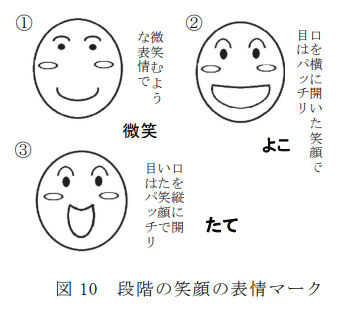 ①
微笑むよう
な表情で
微笑
②
口を横に開いた笑顔で
目はパッチリ
よこ
③
口を縦に開
いた笑顔で
目はパッチリ
たて
図 10 段階の笑顔の表情マーク